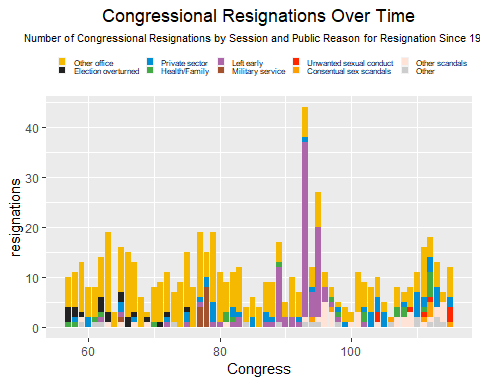 Congressional Resignations Over Time
Number of Congressional Resignations by Session and Public Reason for Resignation Since 19
Other office Private sector Left early Unwanted sexual conduct Other scandals
Election overturned Health/Family Military service Consentual sex scandals Other
resignations
40
30
20
10
0
60 80 100
Congress